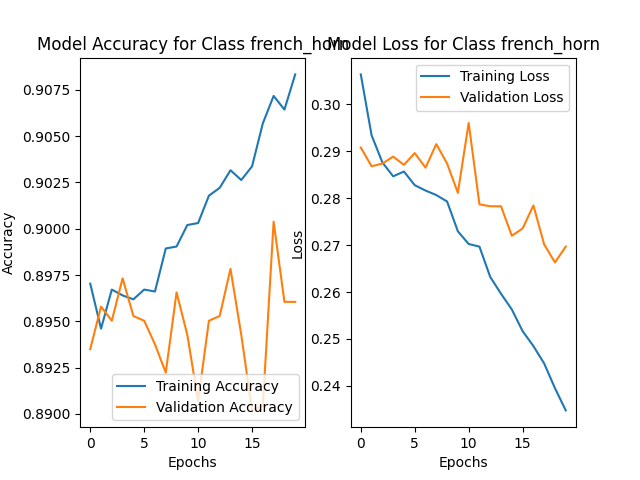 Model Accuracy for Class french_horn
Model Loss for Class french_horn
0.9075
0.9050
0.9025
0.9000
0.8975
0.8950
0.8925
0.8900
Accuracy
0
5
10
15
Epochs
Training Accuracy
Validation Accuracy
0.30
0.29
0.28
0.27
0.26
0.25
0.24
Loss
0
5
10
15
Epochs
Training Loss
Validation Loss